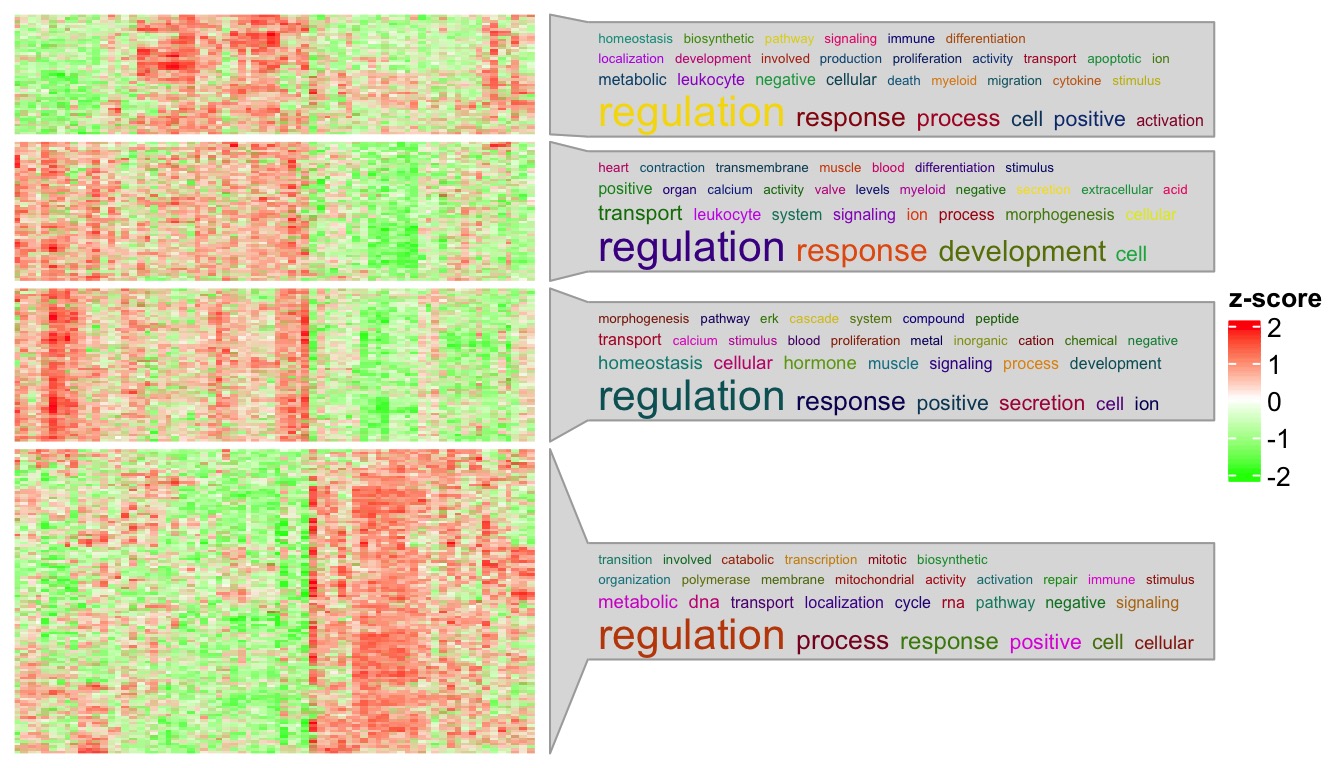 homeostasis biosynthetic pathway signaling immune differentiation
localization development involved production proliferation activity transport apoptotic ion
metabolic leukocyte negative cellular death myeloid migration cytokine stimulus
regulation response process cell positive activation
heart contraction transmembrane muscle blood differentiation stimulus
positive organ calcium activity valve levels myeloid negative secretion extracellular acid
transport leukocyte system signaling ion process morphogenesis cellular
regulation response development cell
morphogenesis pathway erk cascade system compound peptide
transport calcium stimulus blood proliferation metal inorganic cation chemical negative
homeostasis cellular hormone muscle signaling process development
regulation response positive secretion cell ion
transition involved catabolic transcription mitotic biosynthetic
organization polymerase membrane mitochondrial activity activation repair immune stimulus
metabolic dna transport localization cycle rna pathway negative signaling
regulation process response positive cell cellular
z-score
2
1
0
-1
-2